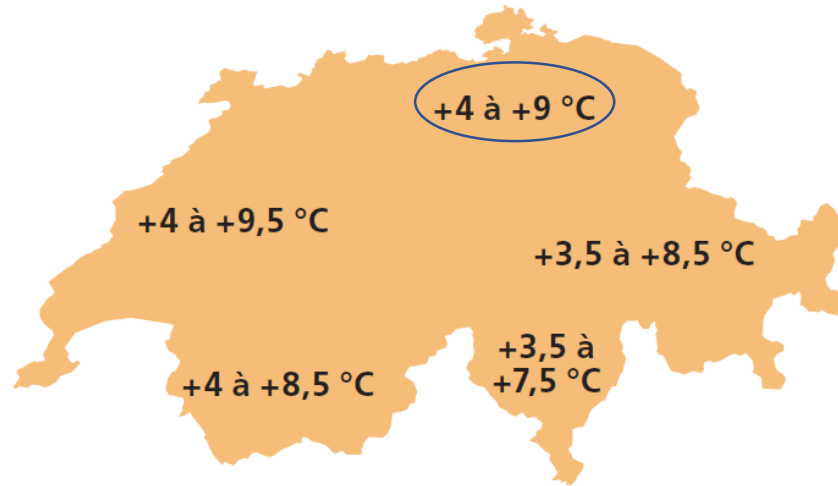 +4 à +9 °C
+4 à +9,5 °C
+3,5 à +8,5 °C
+3,5 à
+7,5 °C
+4 à +8,5 °C